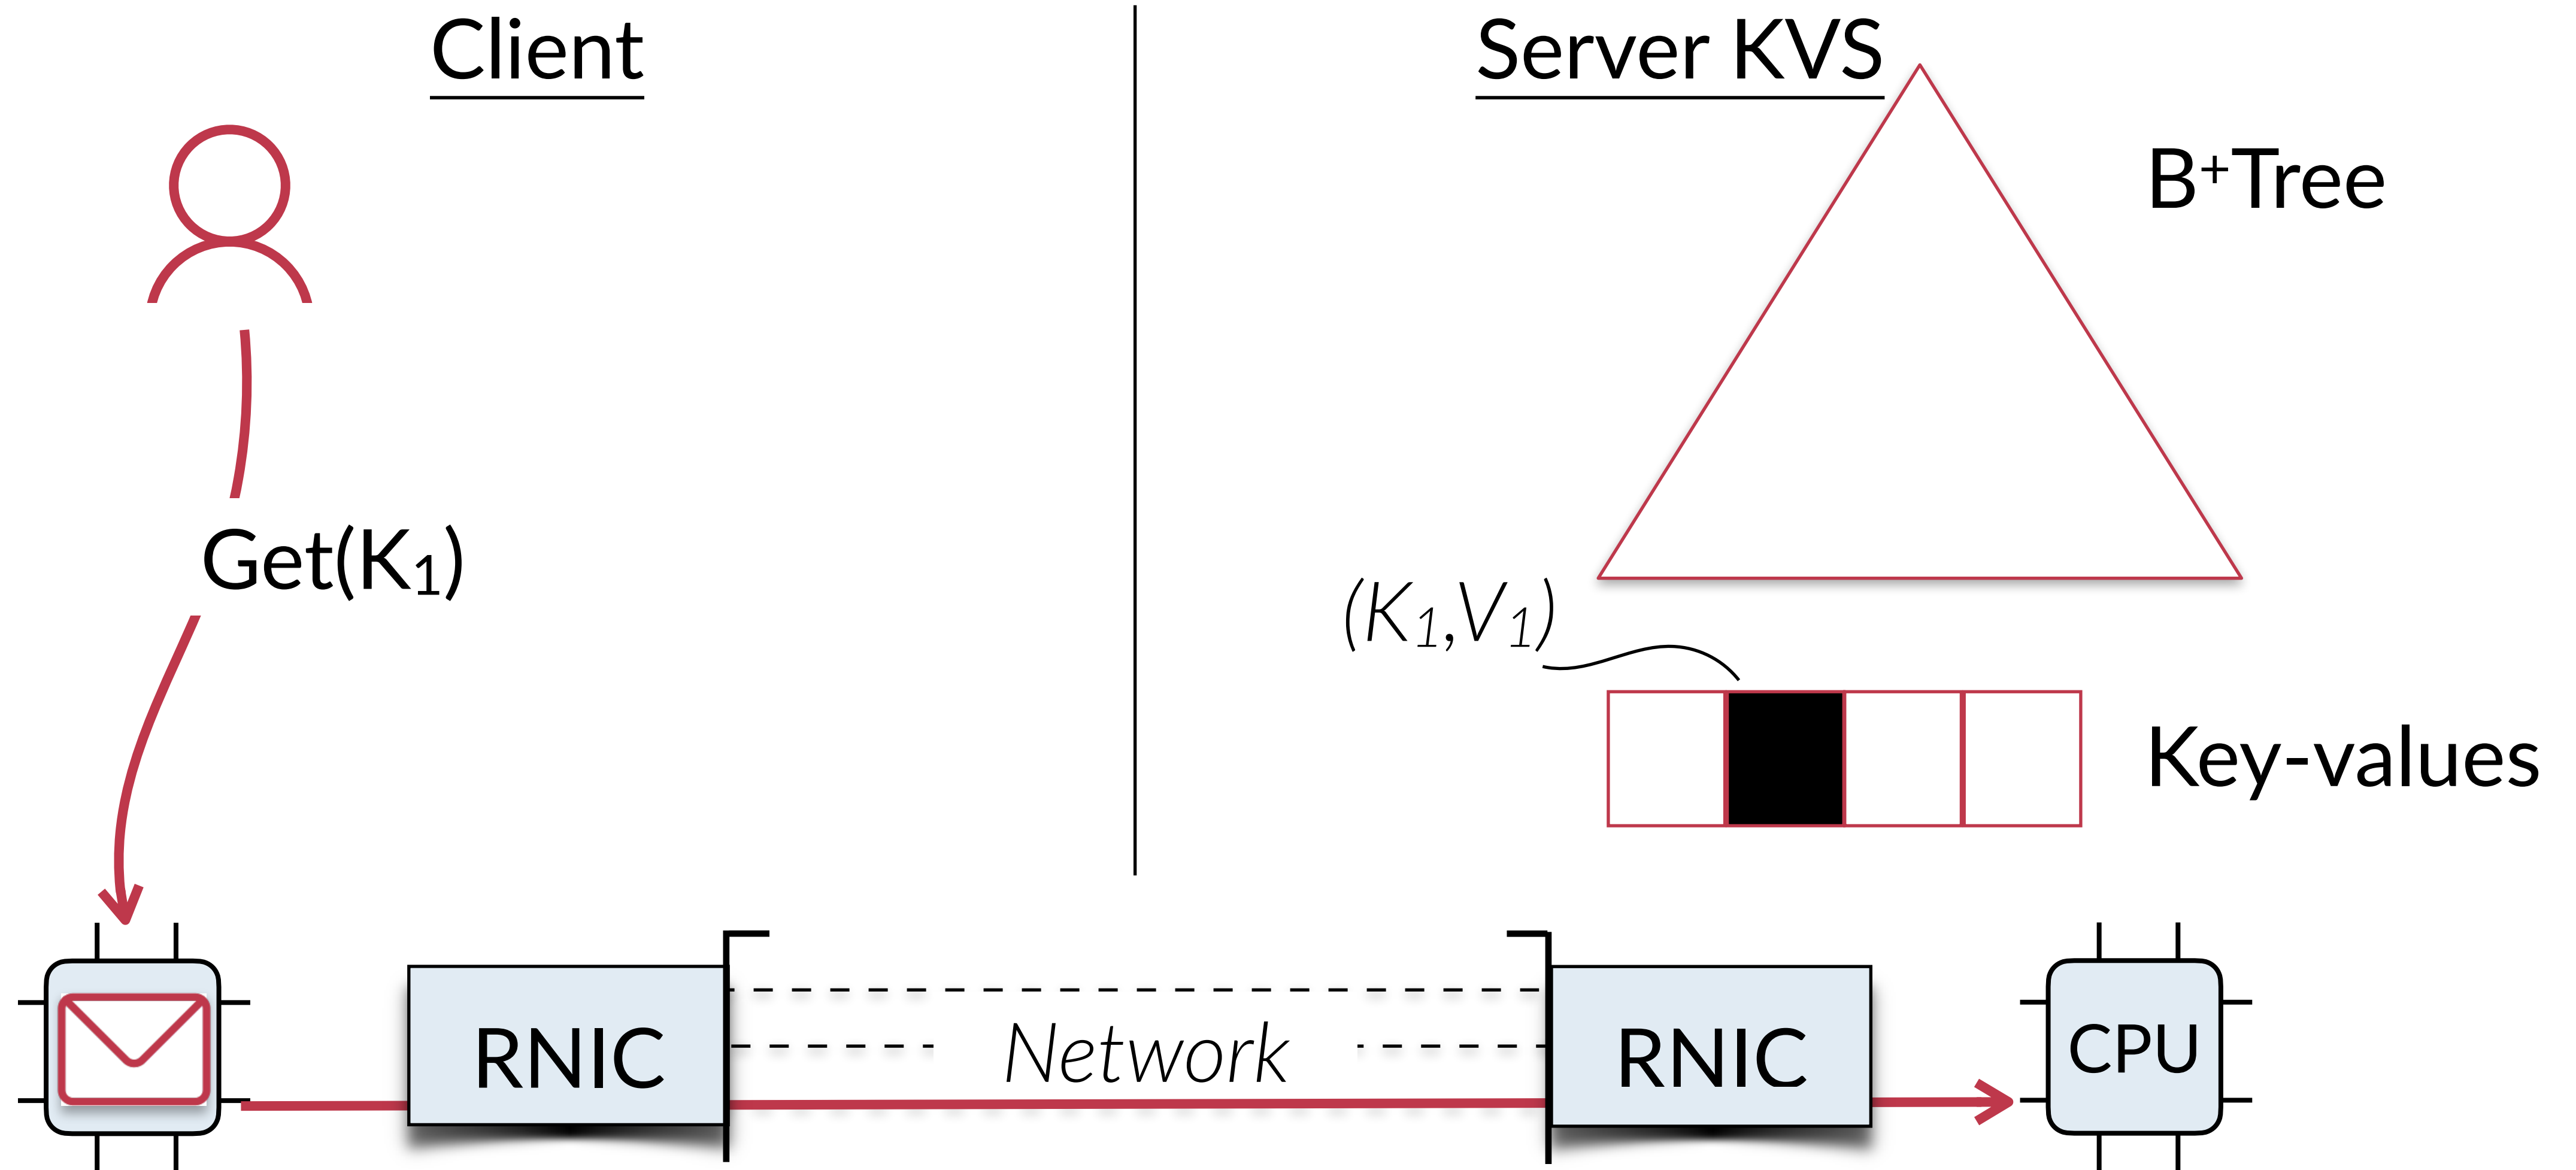 Client
Server KVS
B⁺Tree
Get(K₁)
(K₁,V₁)
Key-values
RNIC
Network
RNIC
CPU